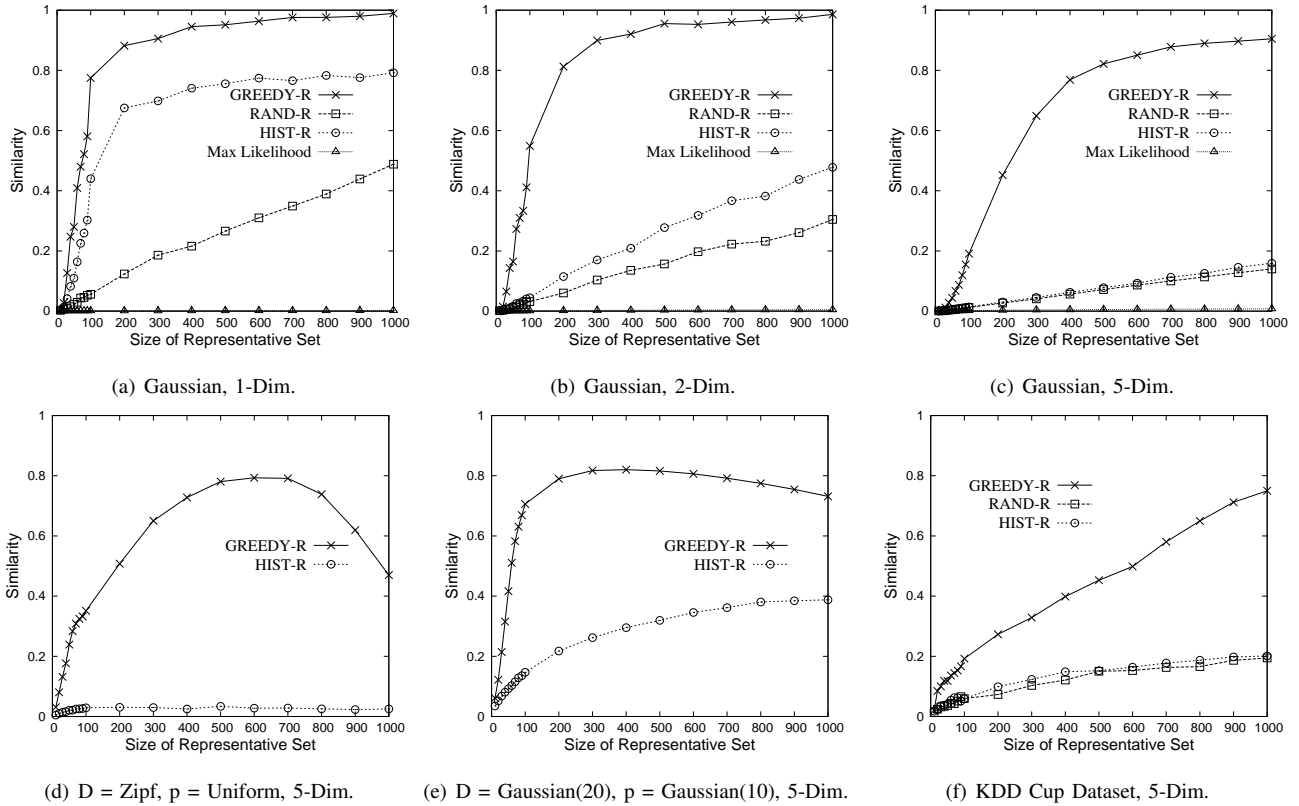 1
0.8
0.6
0.4
0.2
0
Similarity
GREEDY-R
RAND-R
HIST-R
Max Likelihood
0 100 200 300 400 500 600 700 800 900 1000
Size of Representative Set
(a) Gaussian, 1-Dim.
1
0.8
0.6
0.4
0.2
0
Similarity
GREEDY-R
RAND-R
HIST-R
Max Likelihood
0 100 200 300 400 500 600 700 800 900 1000
Size of Representative Set
(b) Gaussian, 2-Dim.
1
0.8
0.6
0.4
0.2
0
Similarity
GREEDY-R
RAND-R
HIST-R
Max Likelihood
0 100 200 300 400 500 600 700 800 900 1000
Size of Representative Set
(c) Gaussian, 5-Dim.
1
0.8
0.6
0.4
0.2
0
Similarity
GREEDY-R
HIST-R
0 100 200 300 400 500 600 700 800 900 1000
Size of Representative Set
(d) D = Zipf, p = Uniform, 5-Dim.
1
0.8
0.6
0.4
0.2
0
Similarity
GREEDY-R
HIST-R
0 100 200 300 400 500 600 700 800 900 1000
Size of Representative Set
(e) D = Gaussian(20), p = Gaussian(10), 5-Dim.
1
0.8
0.6
0.4
0.2
0
Similarity
GREEDY-R
RAND-R
HIST-R
0 100 200 300 400 500 600 700 800 900 1000
Size of Representative Set
(f) KDD Cup Dataset, 5-Dim.